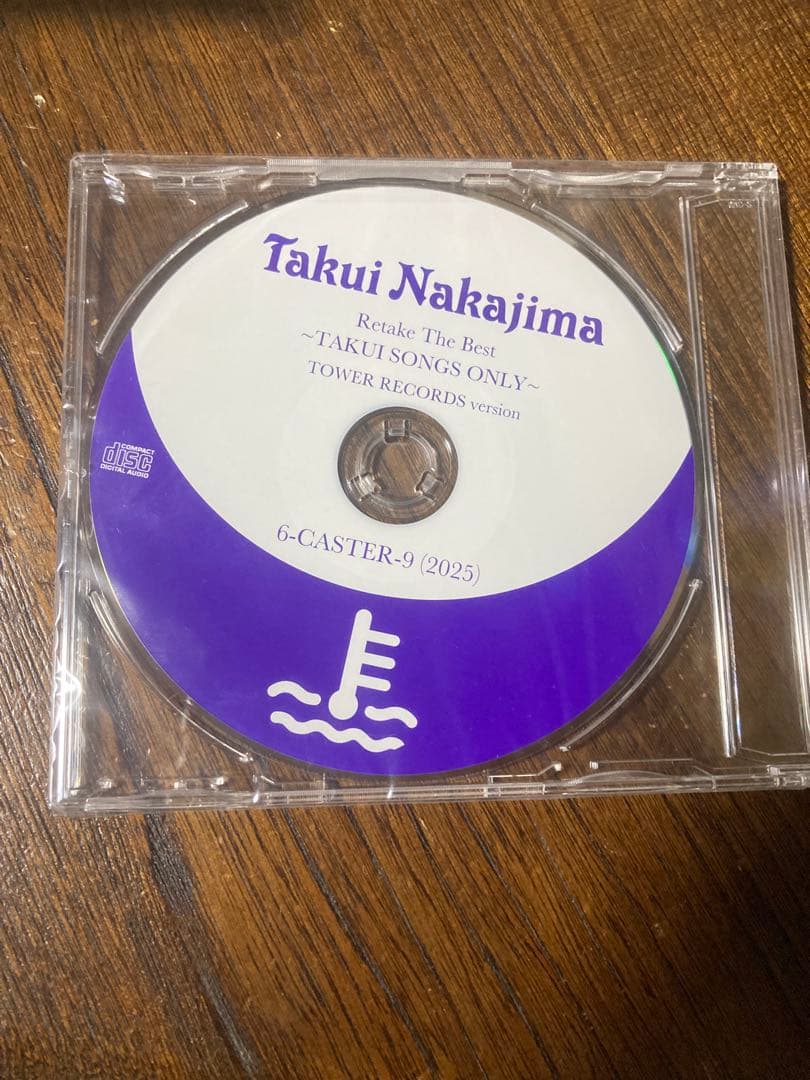 Takui Nakajima
Retake The Best
~TAKUI SONGS ONLY~
TOWER RECORDS version
COMPACT
disc
DIGITAL AUDIO
6-CASTER-9 (2025)